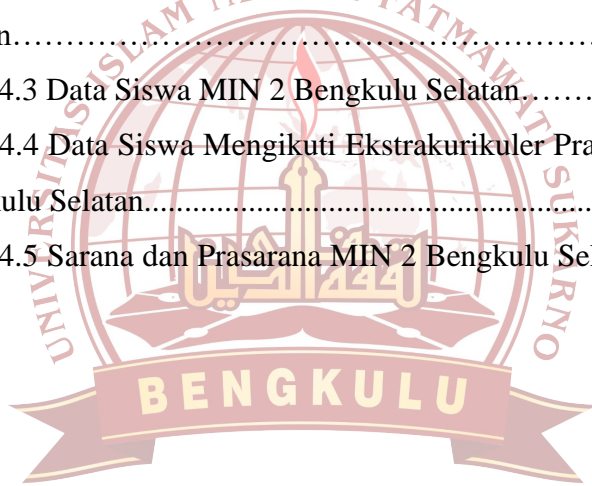 n……………………………………………………
4.3 Data Siswa MIN 2 Bengkulu Selatan………
4.4 Data Siswa Mengikuti Ekstrakurikuler Pra
ulu Selatan.......................................................................
4.5 Sarana dan Prasarana MIN 2 Bengkulu Sel
BENGKULU